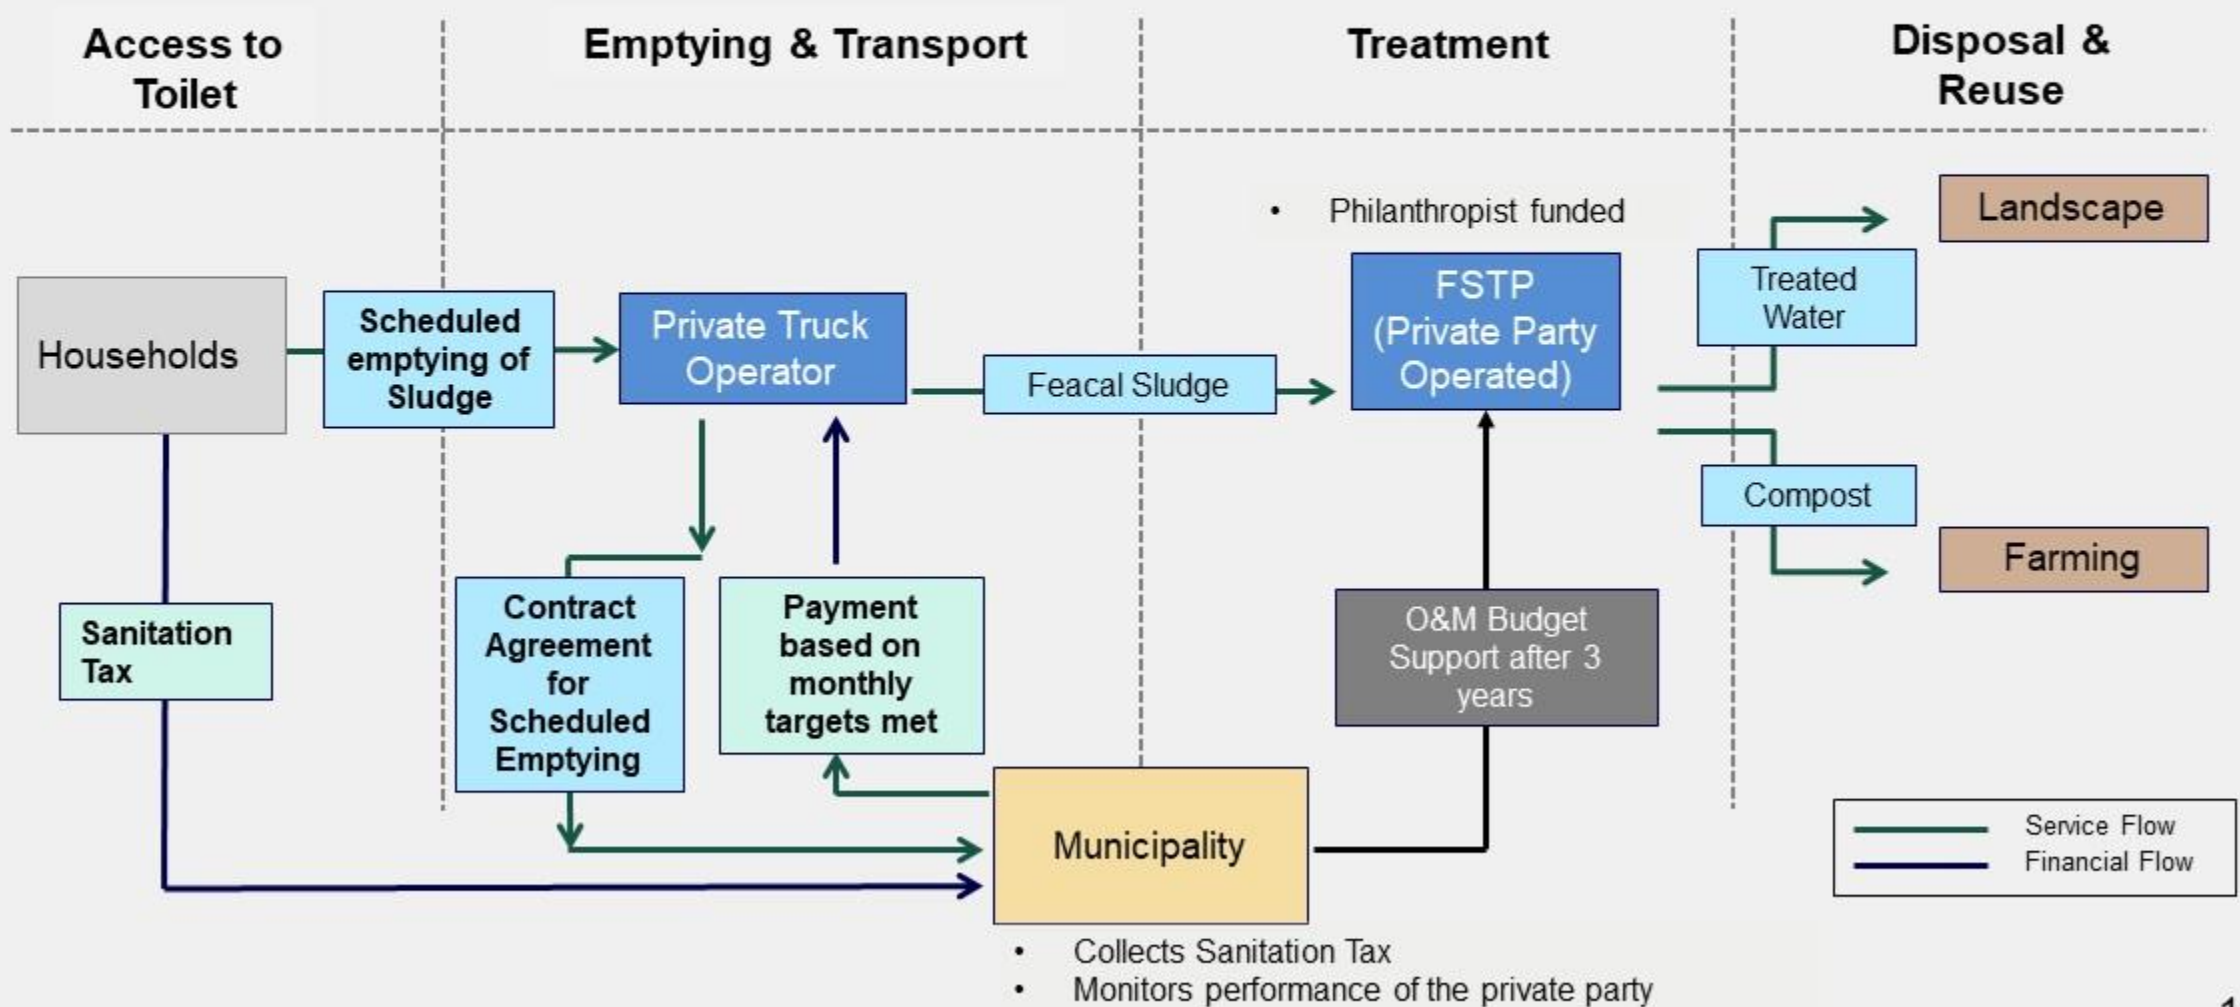 Access to
Toilet
Emptying & Transport
Treatment
Disposal &
Reuse
• Philanthropist funded
Landscape
Households
Scheduled
emptying of
Sludge
Private Truck
Operator
Feacal Sludge
FSTP
(Private Party
Operated)
Treated
Water
Compost
Farming
Sanitation
Tax
Contract
Agreement
for
Scheduled
Emptying
Payment
based on
monthly
targets met
O&M Budget
Support after 3
years
Municipality
Service Flow
Financial Flow
• Collects Sanitation Tax
• Monitors performance of the private party